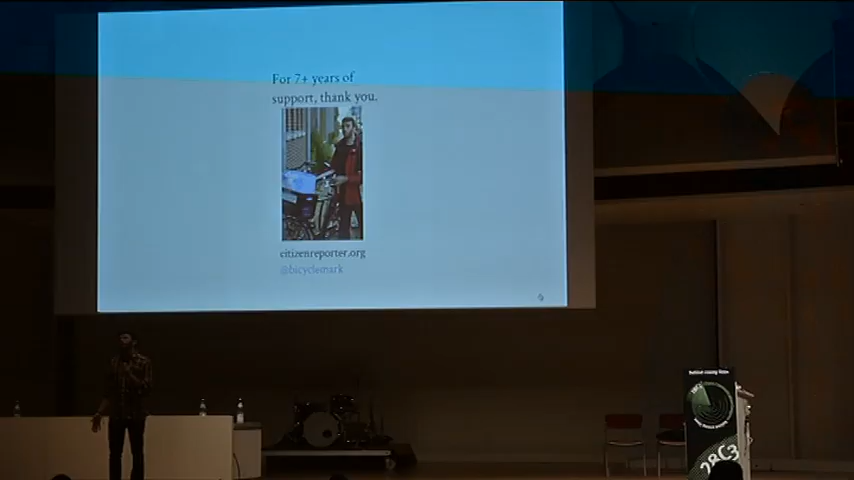 For 7+ years of
support, thank you.
citizenreporter.org
@bicyclemark
28C3